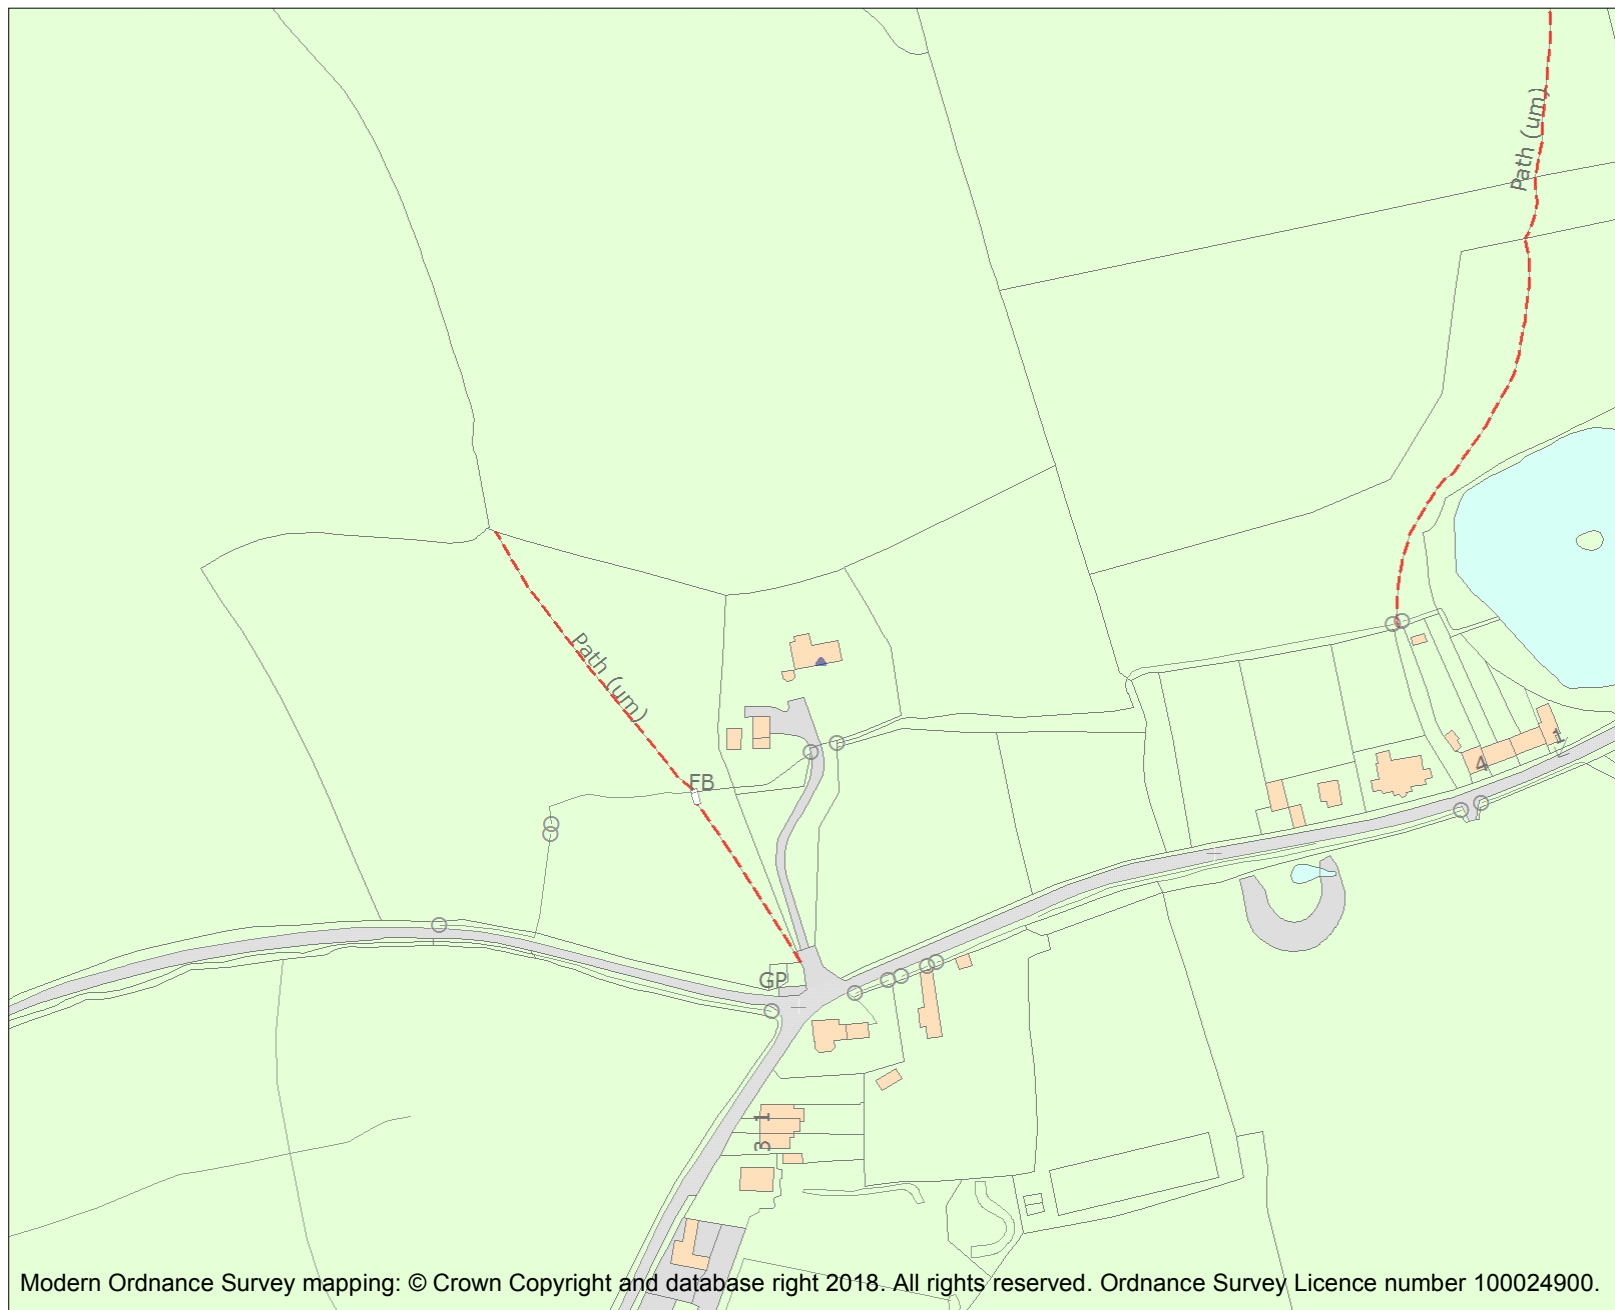 Path (um)
Path (um)
FB
1
4
GP
1
3
Modern Ordnance Survey mapping: © Crown Copyright and database right 2018. All rights reserved. Ordnance Survey Licence number 100024900.